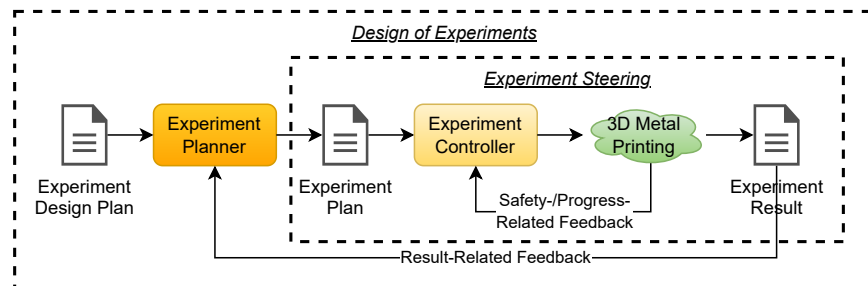 Design of Experiments
Experiment Steering
Experiment
Planner
Experiment
Controller
3D Metal
Printing
Experiment
Design Plan
Experiment
Plan
Experiment
Result
Safety-/Progress-
Related Feedback
Result-Related Feedback